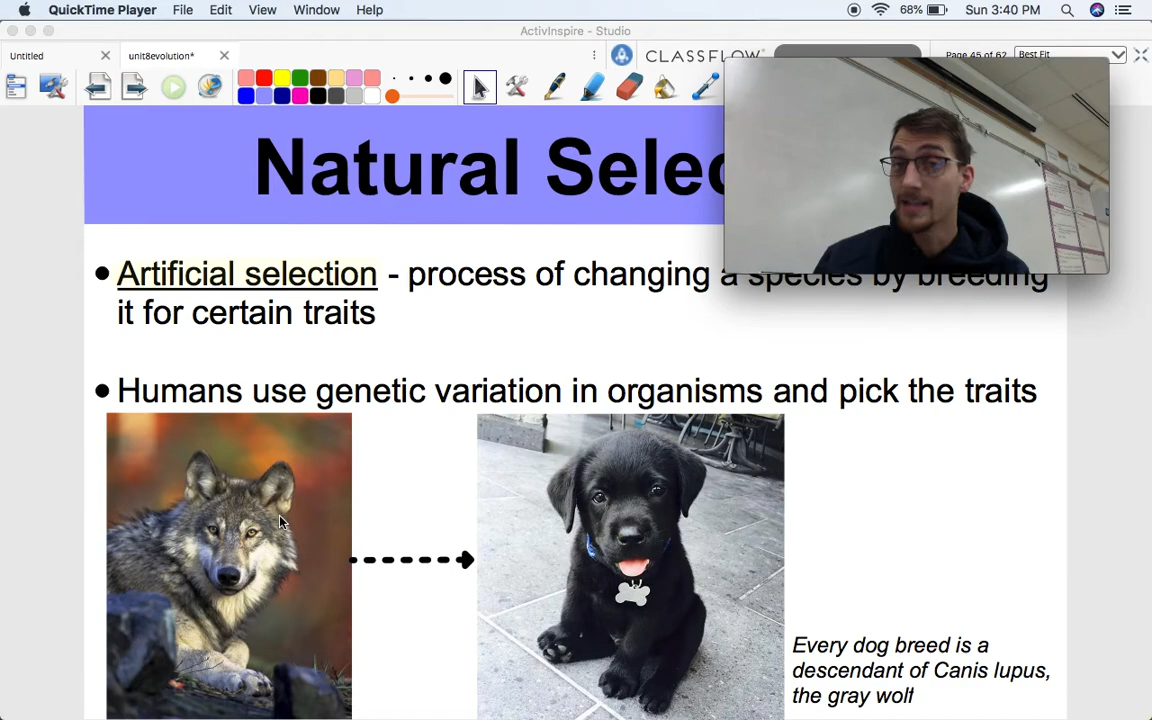 QuickTime Player File Edit View Window Help 68% Sun 3:40 PM
ActivInspire - Studio
Untitled unit8evolution* CLASSFLOW Page 45 of 62 Best Fit
Natural Selec
Artificial selection - process of changing a species by breeding
it for certain traits
Humans use genetic variation in organisms and pick the traits
Every dog breed is a
descendant of Canis lupus,
the gray wolf